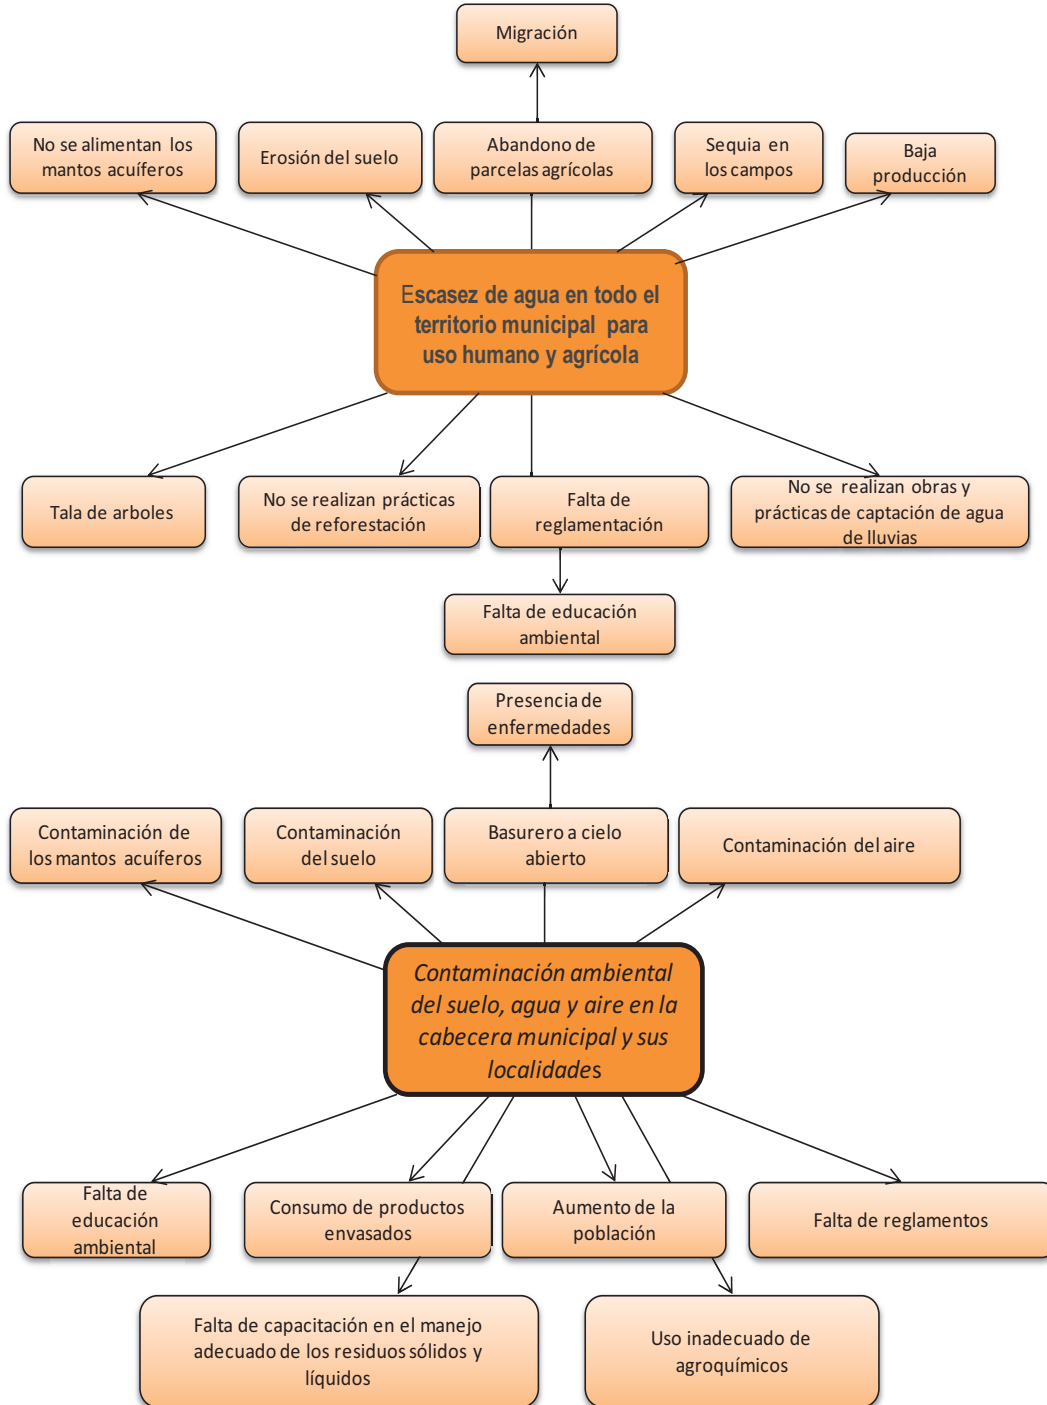 Migración
No se alimentan los
mantos acuíferos
Erosión del suelo
Abandono de
parcelas agrícolas
Sequia en
los campos
Baja
producción
Escasez de agua en todo el
territorio municipal para
uso humano y agrícola
Tala de arboles
No se realizan prácticas
de reforestación
Falta de
reglamentación
No se realizan obras y
prácticas de captación de agua
de lluvias
Falta de educación
ambiental
Presencia de
enfermedades
Contaminación de
los mantos acuíferos
Contaminación
del suelo
Basurero a cielo
abierto
Contaminación del aire
Contaminación ambiental
del suelo, agua y aire en la
cabecera municipal y sus
localidades
Falta de
educación
ambiental
Consumo de productos
envasados
Aumento de la
población
Falta de reglamentos
Falta de capacitación en el manejo
adecuado de los residuos sólidos y
líquidos
Uso inadecuado de
agroquímicos